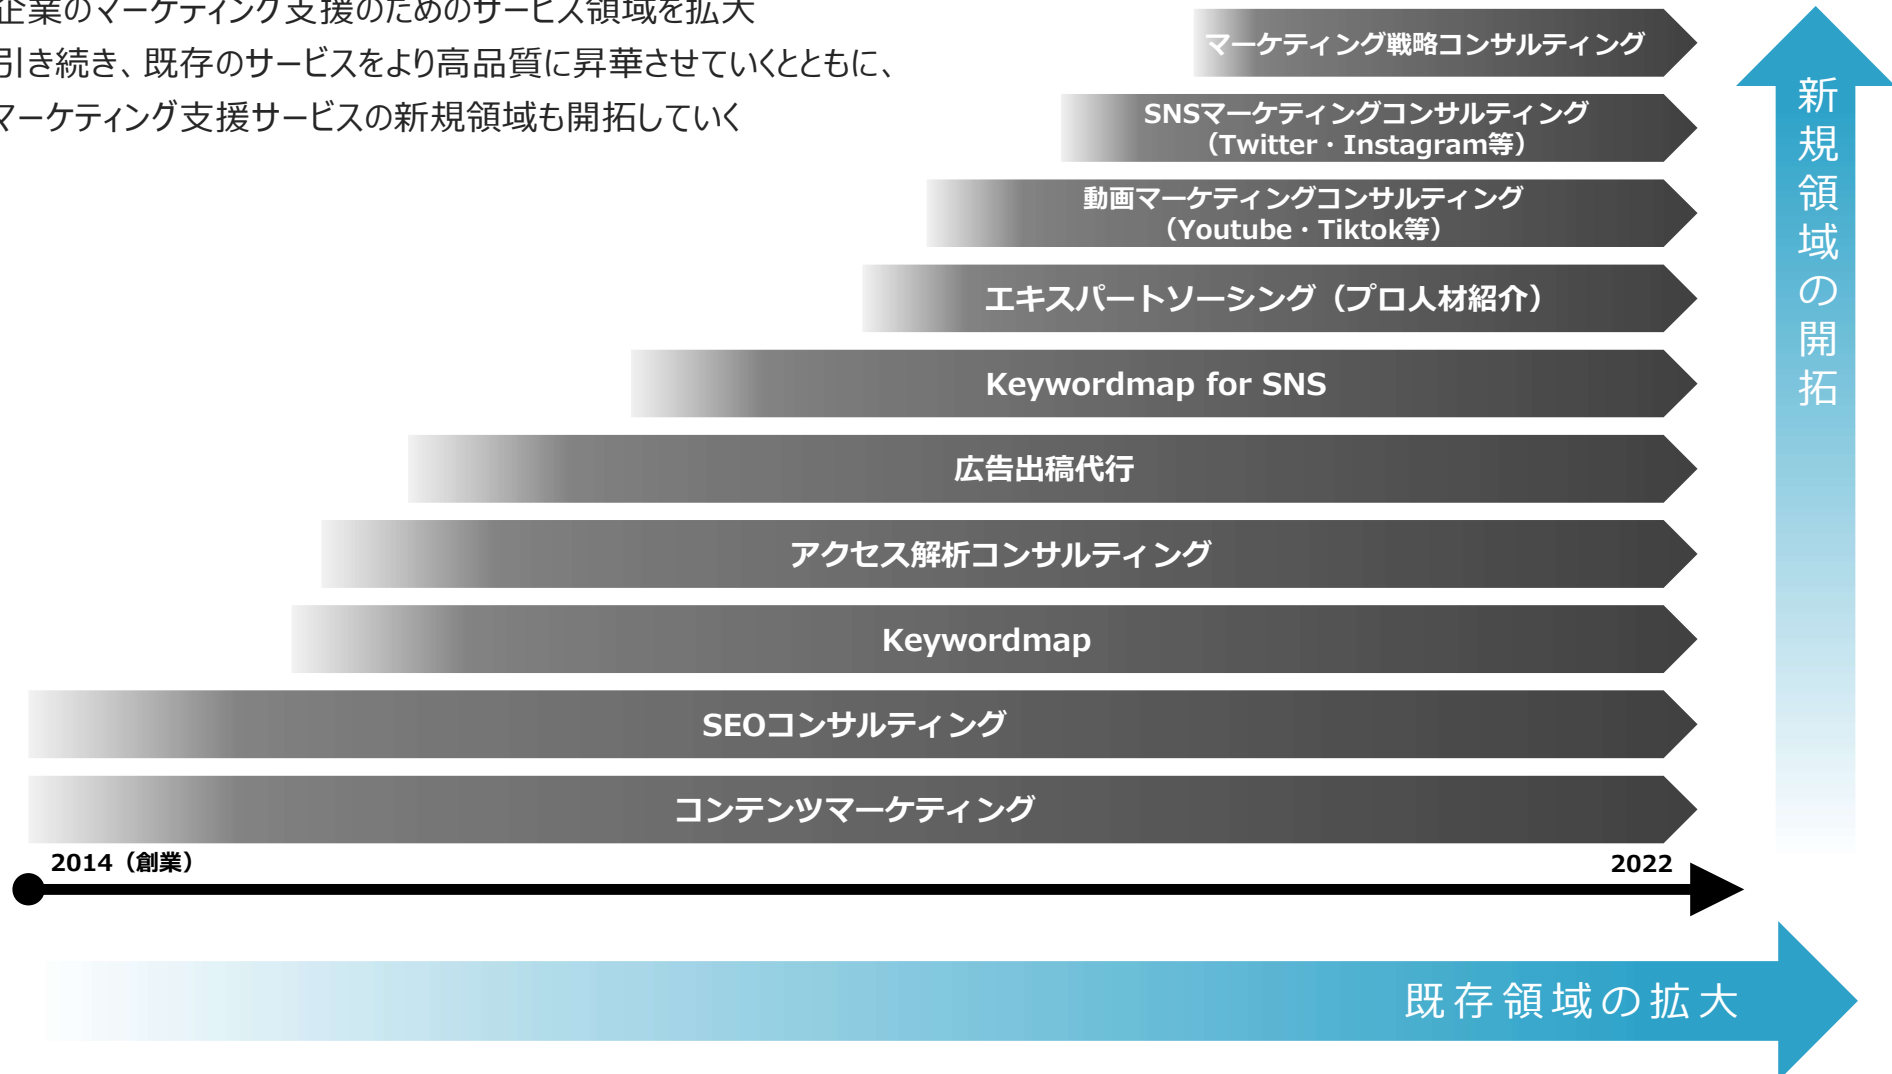 企業のマーケティング支援のためのサービス領域を拡大
引き続き、既存のサービスをより高品質に昇華させていくとともに、
マーケティング支援サービスの新規領域も開拓していく
マーケティング戦略コンサルティング
SNSマーケティングコンサルティング
（Twitter・Instagram等）
動画マーケティングコンサルティング
（Youtube・Tiktok等）
エキスパートソーシング（プロ人材紹介）
Keywordmap for SNS
広告出稿代行
アクセス解析コンサルティング
Keywordmap
SEOコンサルティング
コンテンツマーケティング
2014（創業）
2022
新規領域の開拓
既存領域の拡大